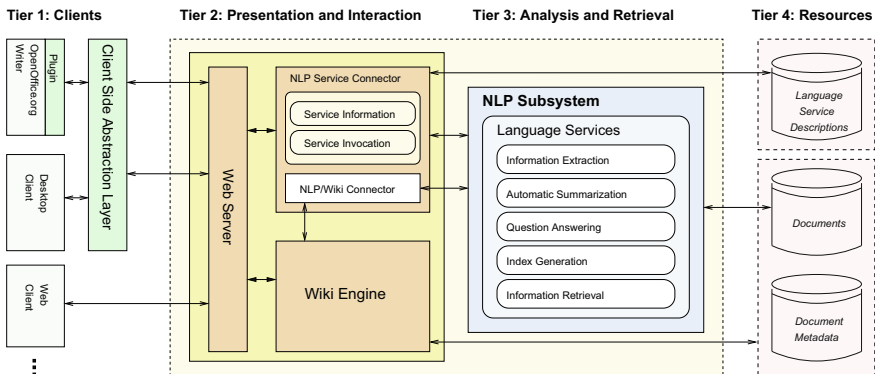 Tier 1: Clients
Tier 2: Presentation and Interaction
Tier 3: Analysis and Retrieval
Tier 4: Resources
OpenOffice.org
Writer
Plugin
Desktop
Client
Web
Client
...
Client Side Abstraction Layer
Web Server
NLP Service Connector
Service Information
Service Invocation
NLP/Wiki Connector
Wiki Engine
NLP Subsystem
Language Services
Information Extraction
Automatic Summarization
Question Answering
Index Generation
Information Retrieval
Language
Service
Descriptions
Documents
Document
Metadata